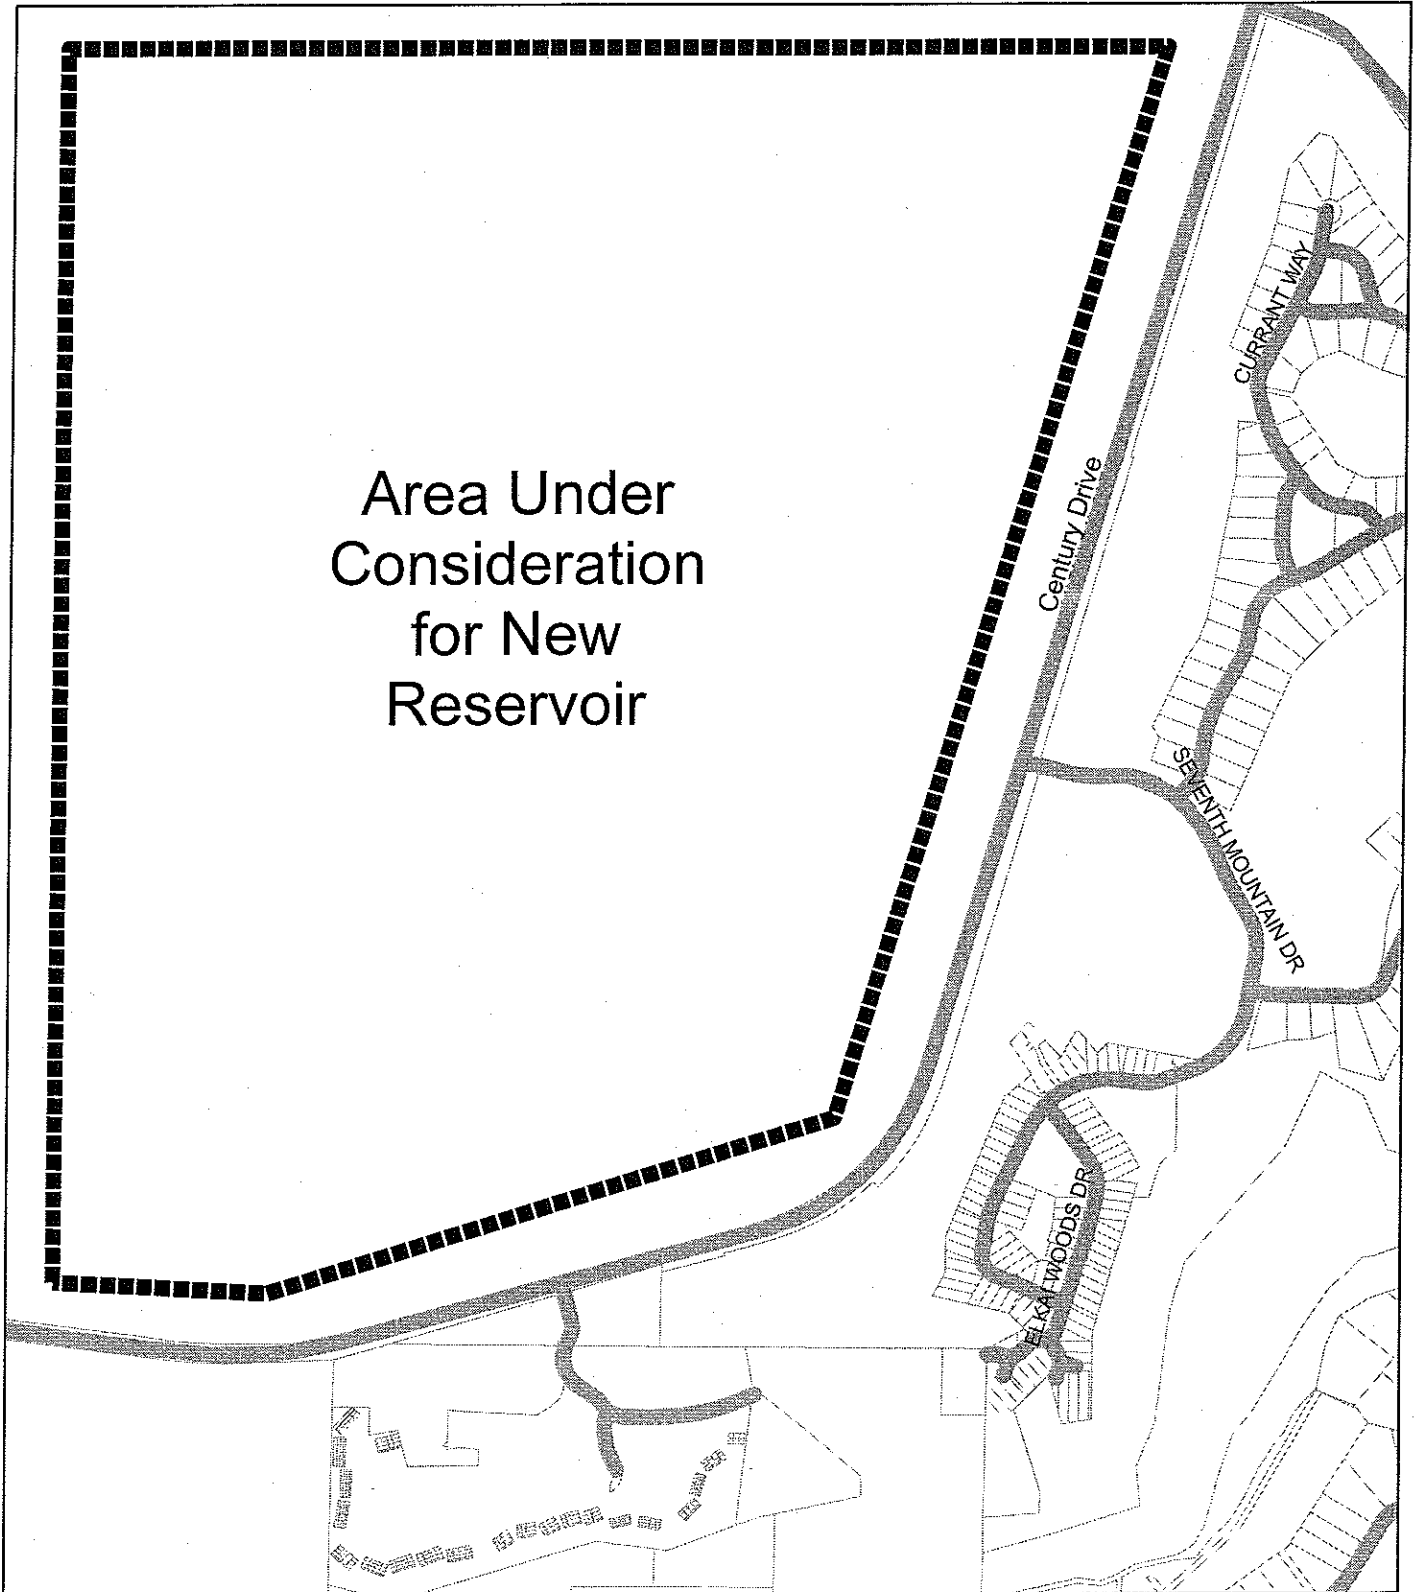 Area Under
Consideration
for New
Reservoir
Century Drive
CURRANT WAY
SEVENTH MOUNTAIN DR
ELKAI WOODS DR